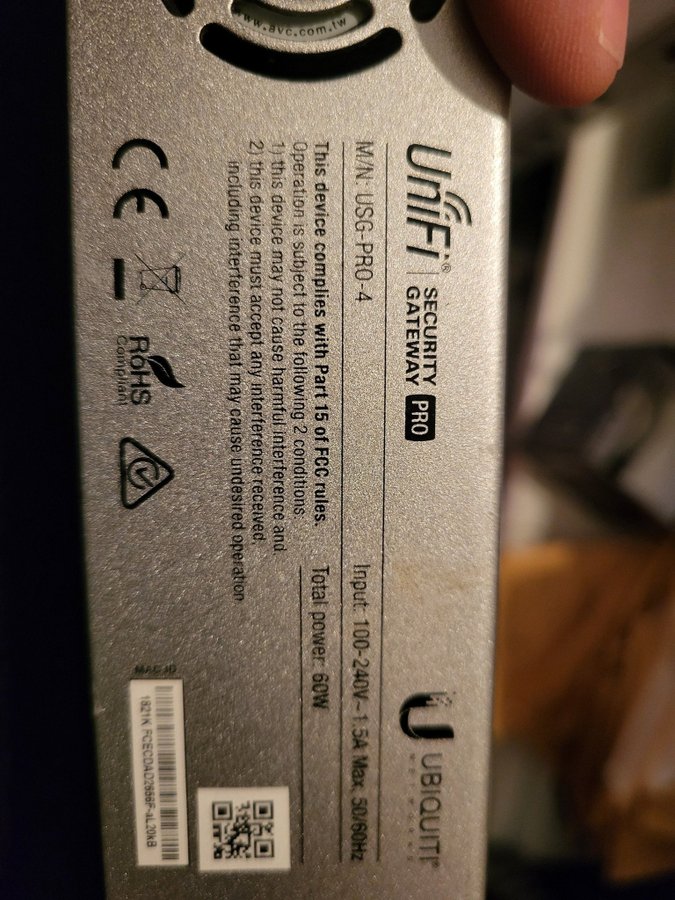 www.avc.com.tw
UniFi® | SECURITY GATEWAY PRO
UBIQUITI®
NETWORKS
M/N: USG-PRO-4
Input: 100-240V~1.5A Max. 50/60Hz
Total power: 60W
This device complies with Part 15 of FCC rules.
Operation is subject to the following 2 conditions:
1) this device may not cause harmful interference and
2) this device must accept any interference received,
including interference that may cause undesired operation
CE
RoHS
Compliant
MAC ID